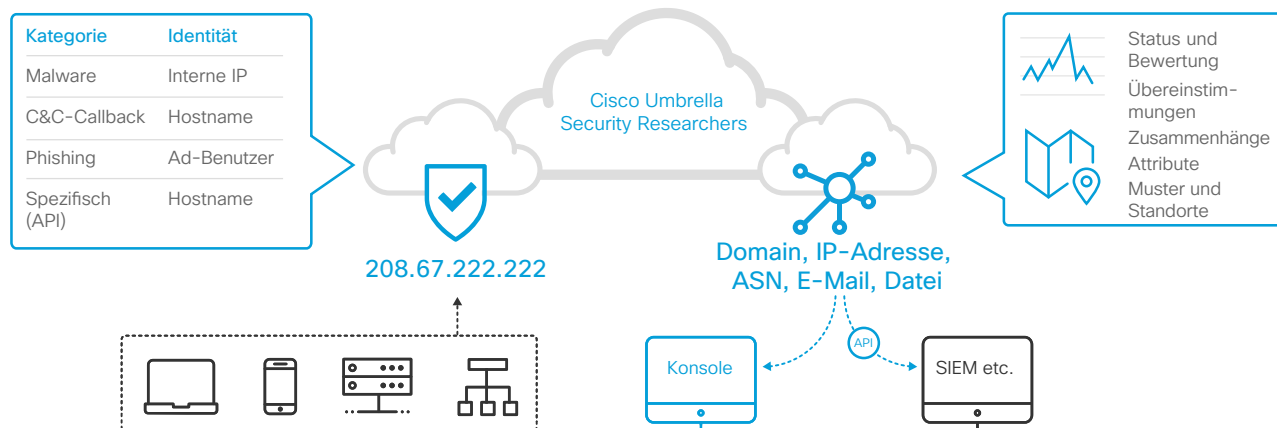 Kategorie Identität
Malware Interne IP
C&C-Callback Hostname
Phishing Ad-Benutzer
Spezifisch Hostname
(API)
Cisco Umbrella
Security Researchers
Status und
Bewertung
Übereinstim-
mungen
Zusammenhänge
Attribute
Muster und
Standorte
208.67.222.222
Domain, IP-Adresse,
ASN, E-Mail, Datei
Konsole
API
SIEM etc.